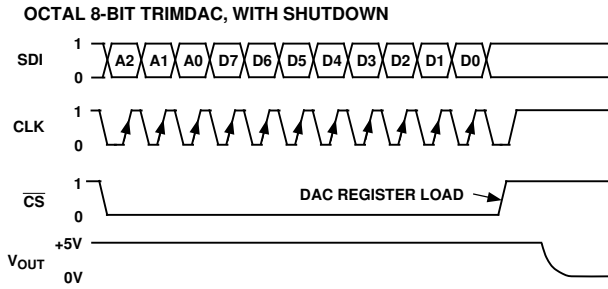 OCTAL 8-BIT TRIMDAC, WITH SHUTDOWN
SDI 1 0 A2 A1 A0 D7 D6 D5 D4 D3 D2 D1 D0
CLK 1 0
CS 1 0 DAC REGISTER LOAD
VOUT +5V 0V